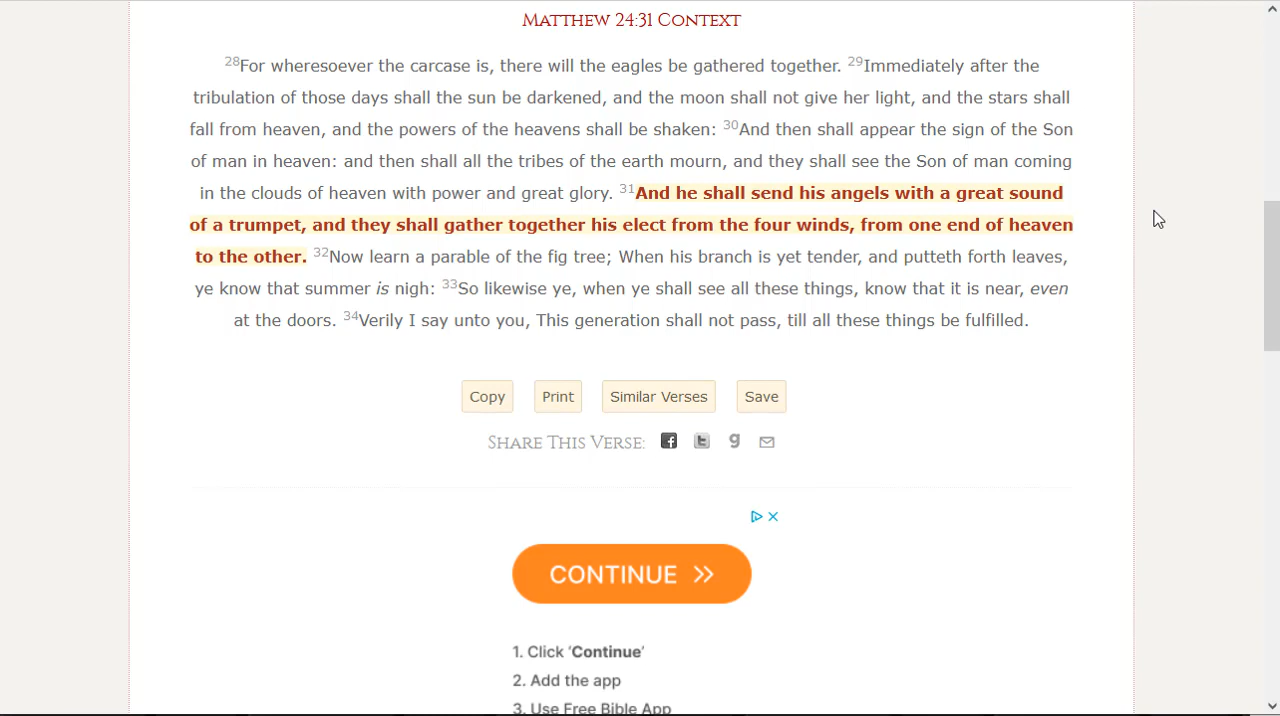 Matthew 24:31 Context
28For wheresoever the carcase is, there will the eagles be gathered together. 29Immediately after the
tribulation of those days shall the sun be darkened, and the moon shall not give her light, and the stars shall
fall from heaven, and the powers of the heavens shall be shaken: 30And then shall appear the sign of the Son
of man in heaven: and then shall all the tribes of the earth mourn, and they shall see the Son of man coming
in the clouds of heaven with power and great glory. 31And he shall send his angels with a great sound
of a trumpet, and they shall gather together his elect from the four winds, from one end of heaven
to the other. 32Now learn a parable of the fig tree; When his branch is yet tender, and putteth forth leaves,
ye know that summer is nigh: 33So likewise ye, when ye shall see all these things, know that it is near, even
at the doors. 34Verily I say unto you, This generation shall not pass, till all these things be fulfilled.
Copy Print Similar Verses Save
Share This Verse:
CONTINUE >>
1. Click ‘Continue’
2. Add the app
3. Use Free Bible App